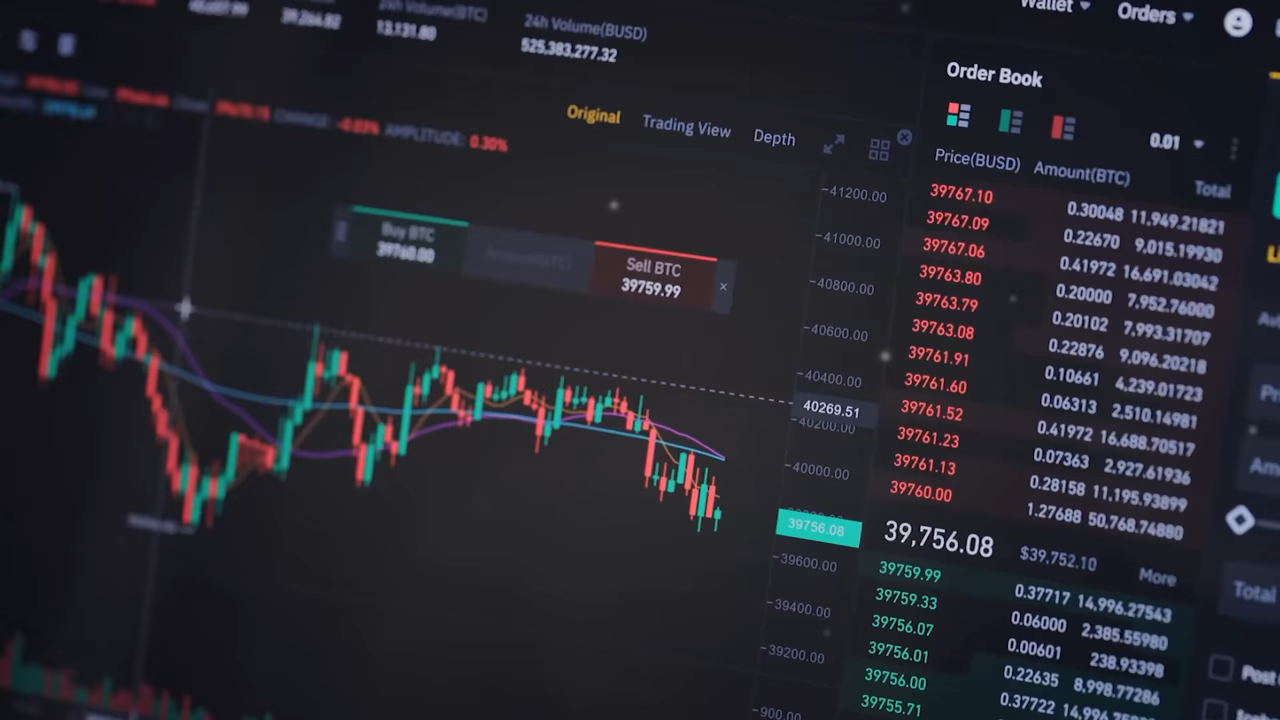 Wallet Orders
24h Volume(BTC) 24h Volume(BUSD)
13,131.80 525,383,277.32
Order Book
CHANGE: -0.03% AMPLITUDE: 0.30%
Original Trading View Depth
0.01
Price(BUSD) Amount(BTC) Total
39767.10 0.30048 11,949.21821
39767.09 0.22670 9,015.19930
39767.06 0.41972 16,691.03042
39763.80 0.20000 7,952.76000
39763.79 0.20102 7,993.31707
39763.08 0.22876 9,096.20218
39761.91 0.10661 4,239.01723
39761.60 0.06313 2,510.14981
39761.52 0.41972 16,688.70517
39761.23 0.07363 2,927.61936
39761.13 0.28158 11,195.93899
39760.00 1.27688 50,768.74880
39,756.08 $39,752.10 More
39759.99 0.37717 14,996.27543
39759.33 0.06000 2,385.55980
39756.07 0.00601 238.93398
39756.01 0.22635 8,998.77286
39756.00 0.37722
39755.71
Buy BTC
39760.00
Sell BTC
39759.99
41200.00
41000.00
40800.00
40600.00
40400.00
40269.51
40200.00
40000.00
39756.08
39600.00
39400.00
39200.00
Total
Post